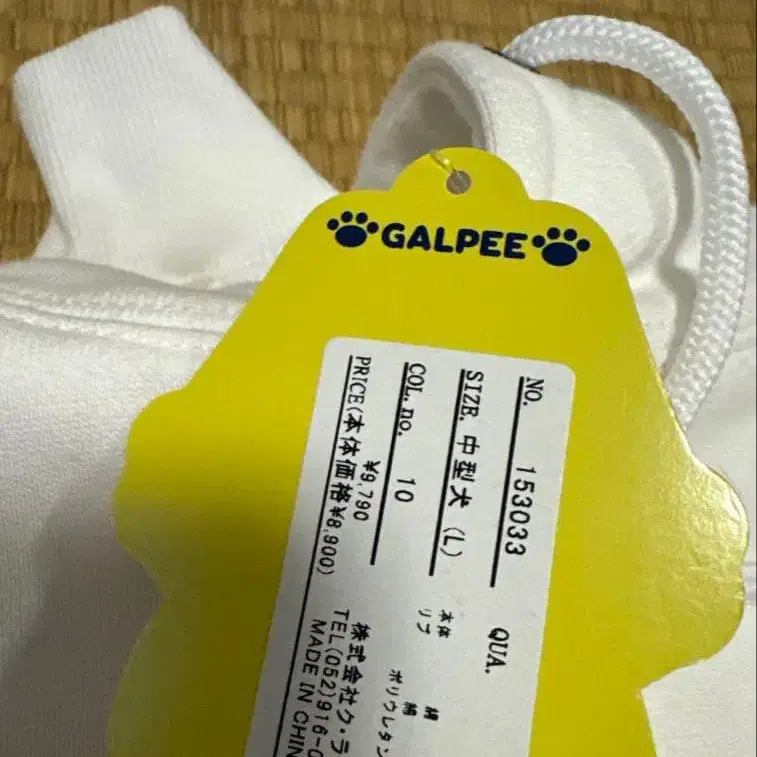 GALPEE
NO. 153033
SIZE. 中型犬 (L)
COL. no. 10
PRICE(本体価格¥8,900)
¥9,790
QUA.
本体 綿
リブ 綿
ポリウレタン
株式会社ク・ラ
TEL(052)916-0
MADE IN CHIN